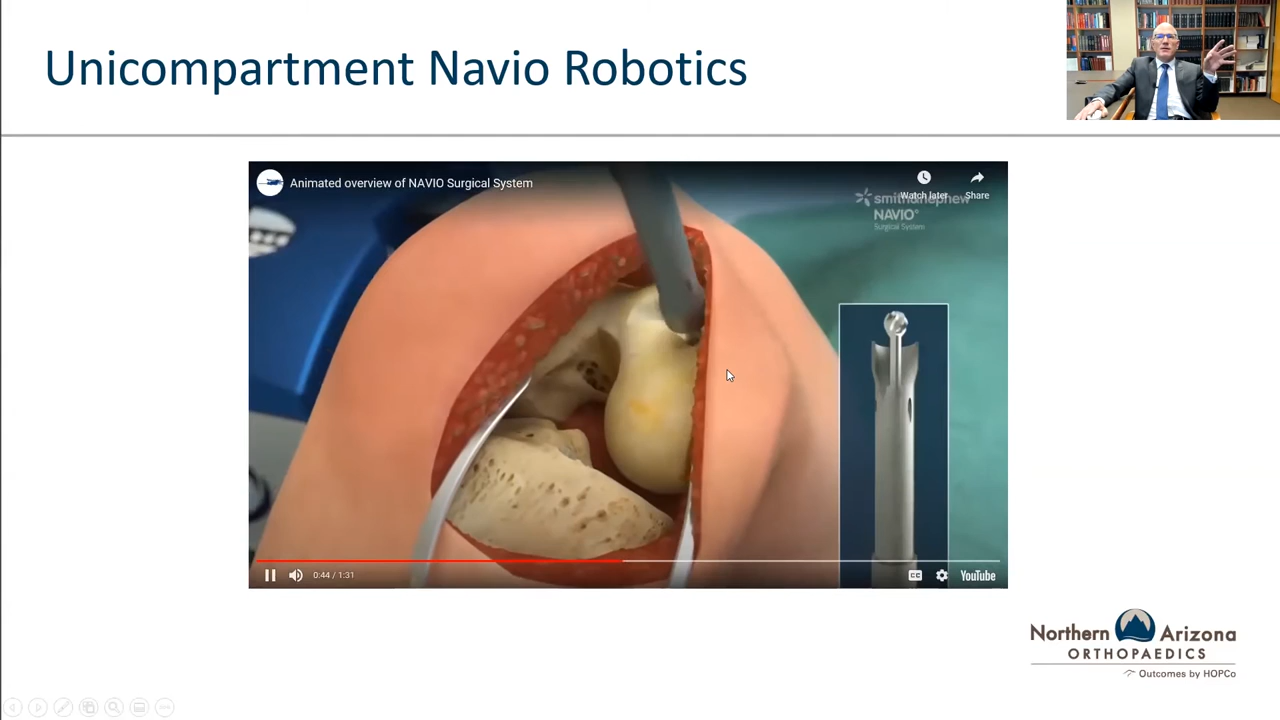 Unicompartment Navio Robotics
Animated overview of NAVIO Surgical System
Watch later
Share
smith&nephew
NAVIO®
Surgical System
0:44 / 1:31
CC
YouTube
Northern Arizona
ORTHOPAEDICS
Outcomes by HOPCo